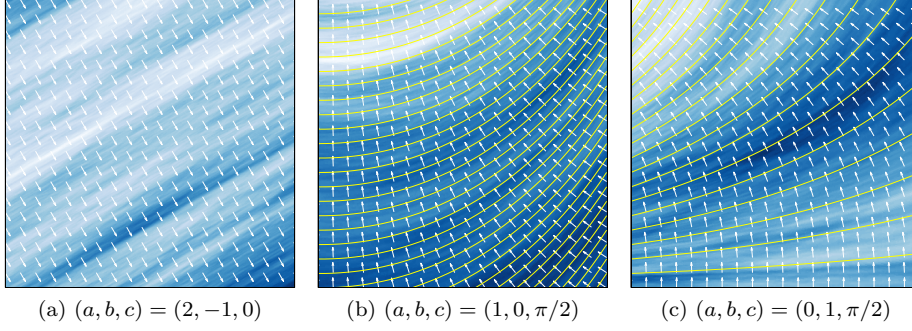 (a) (a, b, c) = (2, −1, 0)
(b) (a, b, c) = (1, 0, π/2)
(c) (a, b, c) = (0, 1, π/2)